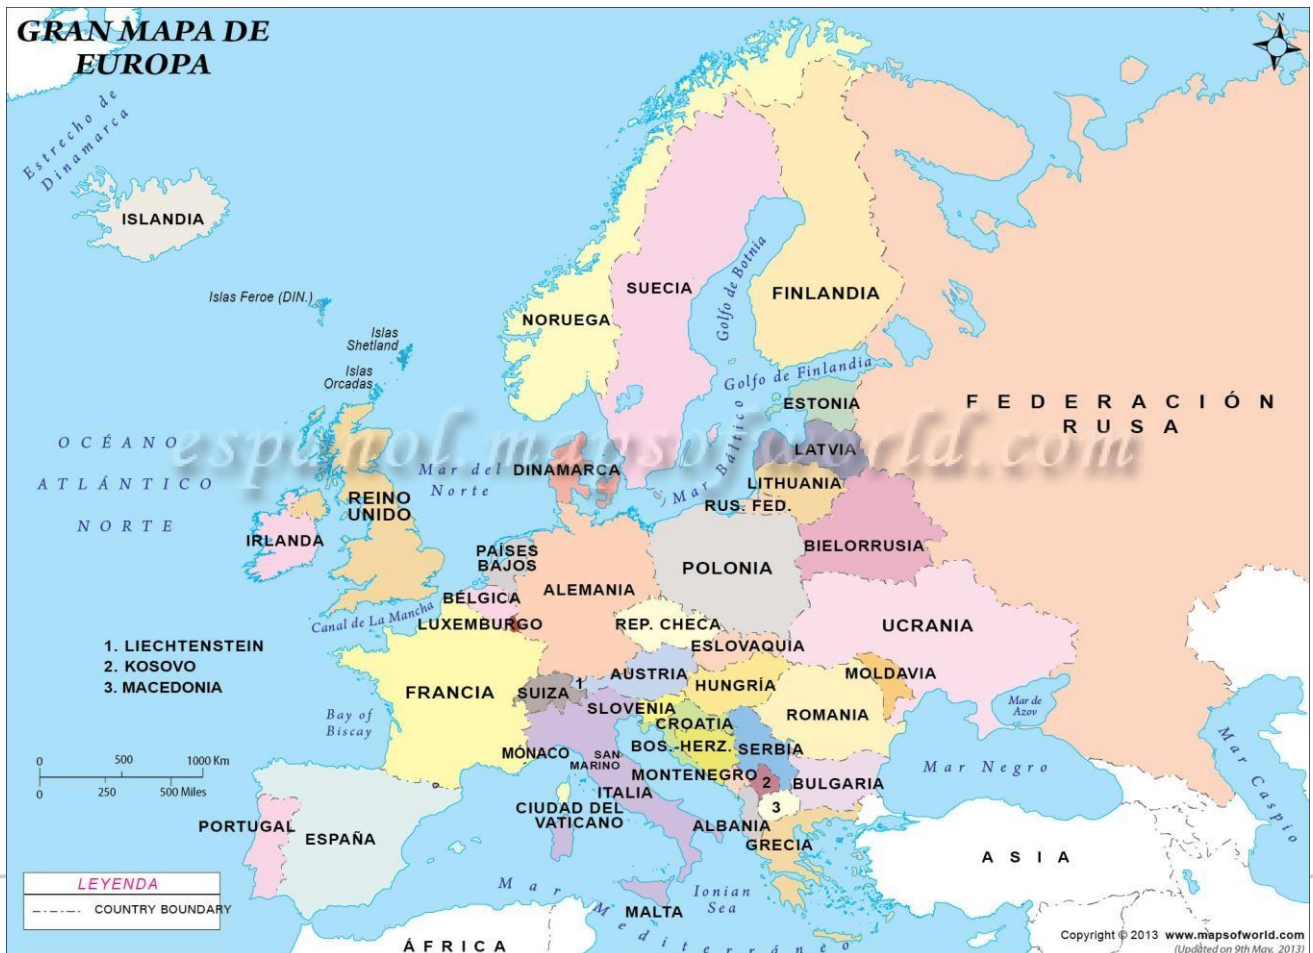 GRAN MAPA DE
EUROPA
N
Estrecho de
Dinamarca
ISLANDIA
Islas Feroe (DIN.)
Islas
Shetland
Islas
Orcadas
NORUEGA
SUECIA
Golfo de Botnia
FINLANDIA
Golfo de Finlandia
ESTONIA
FEDERACIÓN
RUSA
OCÉANO
ATLÁNTICO
NORTE
español.mapsofworld.com
Mar del
Norte
DINAMARCA
Mar Báltico
LATVIA
LITHUANIA
RUS. FED.
REINO
UNIDO
IRLANDA
PAÍSES
BAJOS
BIELORRUSIA
POLONIA
ALEMANIA
BÉLGICA
Canal de La Mancha
LUXEMBURGO
REP. CHECA
UCRANIA
ESLOVAQUIA
1. LIECHTENSTEIN
2. KOSOVO
3. MACEDONIA
FRANCIA
SUIZA
1
AUSTRIA
HUNGRÍA
MOLDAVIA
SLOVENIA
CROATIA
ROMANIA
Mar de
Azov
Bay of
Biscay
MÓNACO
SAN
MARINO
BOS.-HERZ.
SERBIA
Mar Negro
Mar Caspio
0 500 1000 Km
0 250 500 Miles
MONTENEGRO
2
BULGARIA
ITALIA
CIUDAD DEL
VATICANO
3
PORTUGAL
ESPAÑA
ALBANIA
GRECIA
ASIA
LEYENDA
COUNTRY BOUNDARY
Mar
Mediterráneo
Ionian
Sea
MALTA
ÁFRICA
Copyright © 2013 www.mapsofworld.com
(Updated on 9th May, 2013)